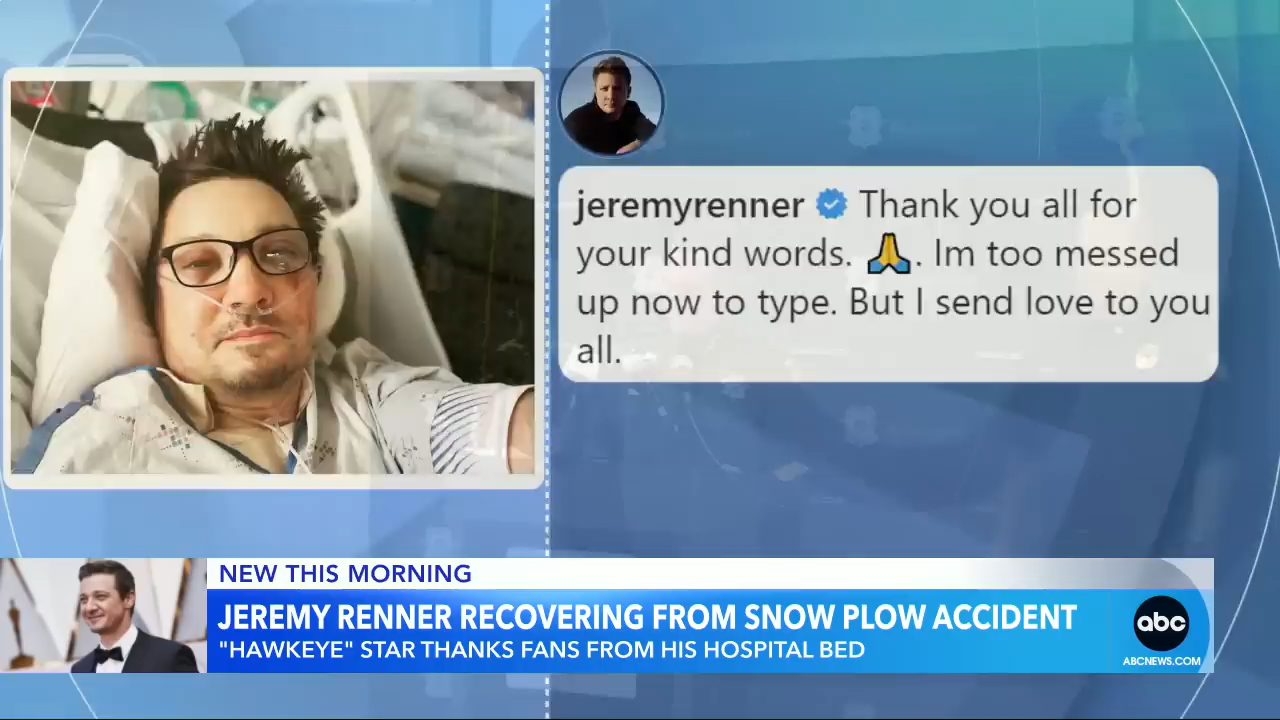 jeremyrenner Thank you all for
your kind words. 🙏. Im too messed
up now to type. But I send love to you
all.
NEW THIS MORNING
JEREMY RENNER RECOVERING FROM SNOW PLOW ACCIDENT
"HAWKEYE" STAR THANKS FANS FROM HIS HOSPITAL BED
abc
ABCNEWS.COM